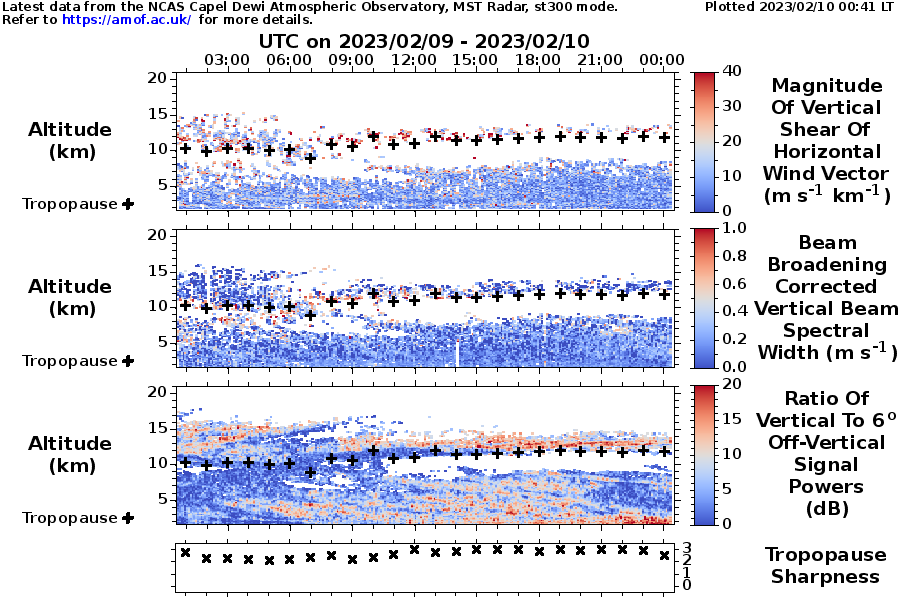 Latest data from the NCAS Capel Dewi Atmospheric Observatory, MST Radar, st300 mode.
Plotted 2023/02/10 00:41 LT
Refer to https://amof.ac.uk/ for more details.
UTC on 2023/02/09 - 2023/02/10
03:00 06:00 09:00 12:00 15:00 18:00 21:00 00:00
20
15
10
5
Altitude
(km)
Tropopause
40
30
20
10
0
Magnitude
Of Vertical
Shear Of
Horizontal
Wind Vector
(m s-1 km-1)
20
15
10
5
Altitude
(km)
Tropopause
1.0
0.8
0.6
0.4
0.2
0.0
Beam
Broadening
Corrected
Vertical Beam
Spectral
Width (m s-1)
20
15
10
5
Altitude
(km)
Tropopause
20
15
10
5
0
Ratio Of
Vertical To 6o
Off-Vertical
Signal
Powers
(dB)
3
2
1
0
Tropopause
Sharpness